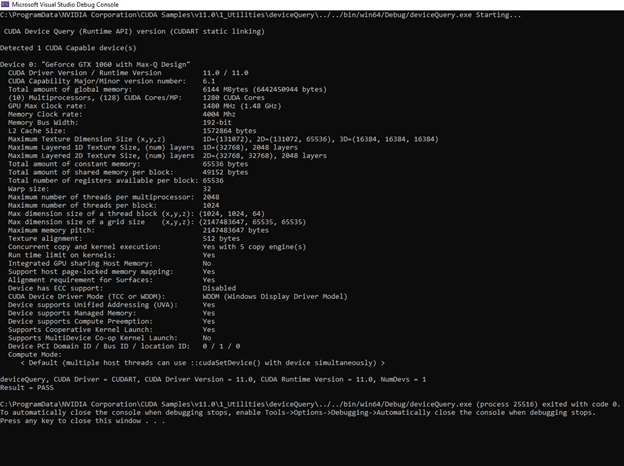 Microsoft Visual Studio Debug Console
C:\ProgramData\NVIDIA Corporation\CUDA Samples\v11.0\1_Utilities\deviceQuery\../../bin/win64/Debug/deviceQuery.exe Starting...
CUDA Device Query (Runtime API) version (CUDART static linking)
Detected 1 CUDA Capable device(s)
Device 0: "GeForce GTX 1060 with Max-Q Design"
CUDA Driver Version / Runtime Version 11.0 / 11.0
CUDA Capability Major/Minor version number: 6.1
Total amount of global memory: 6144 MBytes (6442450944 bytes)
(10) Multiprocessors, (128) CUDA Cores/MP: 1280 CUDA Cores
GPU Max Clock rate: 1480 MHz (1.48 GHz)
Memory Clock rate: 4004 Mhz
Memory Bus Width: 192-bit
L2 Cache Size: 1572864 bytes
Maximum Texture Dimension Size (x,y,z) 1D=(131072), 2D=(131072, 65536), 3D=(16384, 16384, 16384)
Maximum Layered 1D Texture Size, (num) layers 1D=(32768), 2048 layers
Maximum Layered 2D Texture Size, (num) layers 2D=(32768, 32768), 2048 layers
Total amount of constant memory: 65536 bytes
Total amount of shared memory per block: 49152 bytes
Total number of registers available per block: 65536
Warp size: 32
Maximum number of threads per multiprocessor: 2048
Maximum number of threads per block: 1024
Max dimension size of a thread block (x,y,z): (1024, 1024, 64)
Max dimension size of a grid size (x,y,z): (2147483647, 65535, 65535)
Maximum memory pitch: 2147483647 bytes
Texture alignment: 512 bytes
Concurrent copy and kernel execution: Yes with 5 copy engine(s)
Run time limit on kernels: Yes
Integrated GPU sharing Host Memory: No
Support host page-locked memory mapping: Yes
Alignment requirement for Surfaces: Yes
Device has ECC support: Disabled
CUDA Device Driver Mode (TCC or WDDM): WDDM (Windows Display Driver Model)
Device supports Unified Addressing (UVA): Yes
Device supports Managed Memory: Yes
Device supports Compute Preemption: Yes
Supports Cooperative Kernel Launch: Yes
Supports MultiDevice Co-op Kernel Launch: No
Device PCI Domain ID / Bus ID / location ID: 0 / 1 / 0
Compute Mode:
< Default (multiple host threads can use ::cudaSetDevice() with device simultaneously) >
deviceQuery, CUDA Driver = CUDART, CUDA Driver Version = 11.0, CUDA Runtime Version = 11.0, NumDevs = 1
Result = PASS
C:\ProgramData\NVIDIA Corporation\CUDA Samples\v11.0\1_Utilities\deviceQuery\../../bin/win64/Debug/deviceQuery.exe (process 25516) exited with code 0.
To automatically close the console when debugging stops, enable Tools->Options->Debugging->Automatically close the console when debugging stops.
Press any key to close this window . . .